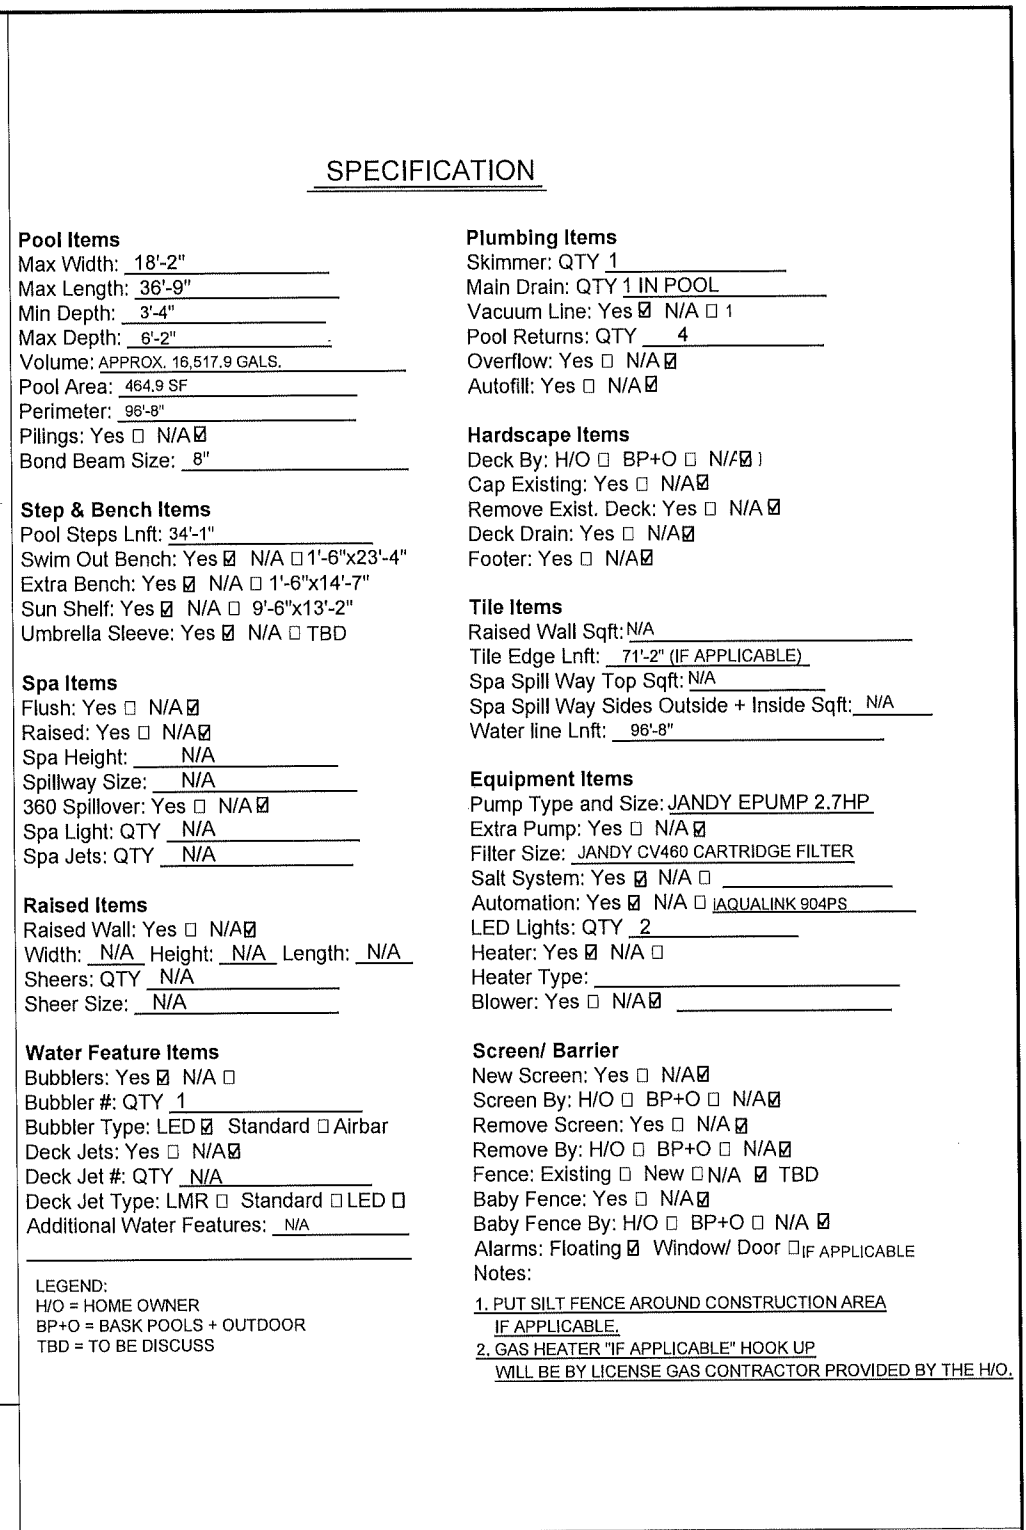 SPECIFICATION
Pool Items
Max Width: 18'-2"
Max Length: 36'-9"
Min Depth: 3'-4"
Max Depth: 6'-2"
Volume: APPROX. 16,517.9 GALS.
Pool Area: 464.9 SF
Perimeter: 96'-8"
Pilings: Yes ☐ N/A ☑
Bond Beam Size: 8"
Step & Bench Items
Pool Steps Lnft: 34'-1"
Swim Out Bench: Yes ☑ N/A ☐ 1'-6"x23'-4"
Extra Bench: Yes ☑ N/A ☐ 1'-6"x14'-7"
Sun Shelf: Yes ☑ N/A ☐ 9'-6"x13'-2"
Umbrella Sleeve: Yes ☑ N/A ☐ TBD
Spa Items
Flush: Yes ☐ N/A ☑
Raised: Yes ☐ N/A ☑
Spa Height: N/A
Spillway Size: N/A
360 Spillover: Yes ☐ N/A ☑
Spa Light: QTY N/A
Spa Jets: QTY N/A
Raised Items
Raised Wall: Yes ☐ N/A ☑
Width: N/A Height: N/A Length: N/A
Sheers: QTY N/A
Sheer Size: N/A
Water Feature Items
Bubblers: Yes ☑ N/A ☐
Bubbler #: QTY 1
Bubbler Type: LED ☑ Standard ☐ Airbar
Deck Jets: Yes ☐ N/A ☑
Deck Jet #: QTY N/A
Deck Jet Type: LMR ☐ Standard ☐ LED ☐
Additional Water Features: N/A
LEGEND:
H/O = HOME OWNER
BP+O = BASK POOLS + OUTDOOR
TBD = TO BE DISCUSS
Plumbing Items
Skimmer: QTY 1
Main Drain: QTY 1 IN POOL
Vacuum Line: Yes ☑ N/A ☐ 1
Pool Returns: QTY 4
Overflow: Yes ☐ N/A ☑
Autofill: Yes ☐ N/A ☑
Hardscape Items
Deck By: H/O ☐ BP+O ☐ N/A ☑
Cap Existing: Yes ☐ N/A ☑
Remove Exist. Deck: Yes ☐ N/A ☑
Deck Drain: Yes ☐ N/A ☑
Footer: Yes ☐ N/A ☑
Tile Items
Raised Wall Sqft: N/A
Tile Edge Lnft: 71'-2" (IF APPLICABLE)
Spa Spill Way Top Sqft: N/A
Spa Spill Way Sides Outside + Inside Sqft: N/A
Water line Lnft: 96'-8"
Equipment Items
Pump Type and Size: JANDY EPUMP 2.7HP
Extra Pump: Yes ☐ N/A ☑
Filter Size: JANDY CV460 CARTRIDGE FILTER
Salt System: Yes ☑ N/A ☐
Automation: Yes ☑ N/A ☐ IAQUALINK 904PS
LED Lights: QTY 2
Heater: Yes ☑ N/A ☐
Heater Type:
Blower: Yes ☐ N/A ☑
Screen/ Barrier
New Screen: Yes ☐ N/A ☑
Screen By: H/O ☐ BP+O ☐ N/A ☑
Remove Screen: Yes ☐ N/A ☑
Remove By: H/O ☐ BP+O ☐ N/A ☑
Fence: Existing ☐ New ☐ N/A ☑ TBD
Baby Fence: Yes ☐ N/A ☑
Baby Fence By: H/O ☐ BP+O ☐ N/A ☑
Alarms: Floating ☑ Window/ Door ☐ IF APPLICABLE
Notes:
1. PUT SILT FENCE AROUND CONSTRUCTION AREA
IF APPLICABLE.
2. GAS HEATER "IF APPLICABLE" HOOK UP
WILL BE BY LICENSE GAS CONTRACTOR PROVIDED BY THE H/O.